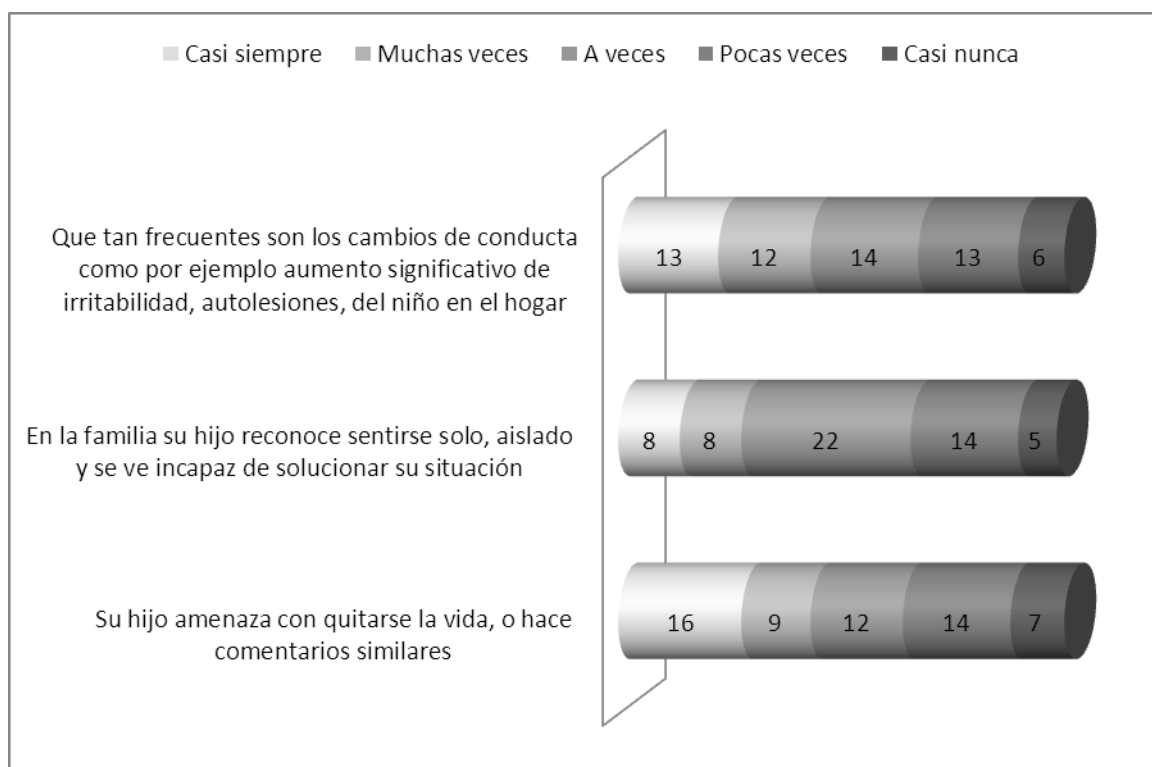 Casi siempre Muchas veces A veces Pocas veces Casi nunca
Que tan frecuentes son los cambios de conducta
como por ejemplo aumento significativo de
irritabilidad, autolesiones, del niño en el hogar
13 12 14 13 6
En la familia su hijo reconoce sentirse solo, aislado
y se ve incapaz de solucionar su situación
8 8 22 14 5
Su hijo amenaza con quitarse la vida, o hace
comentarios similares
16 9 12 14 7